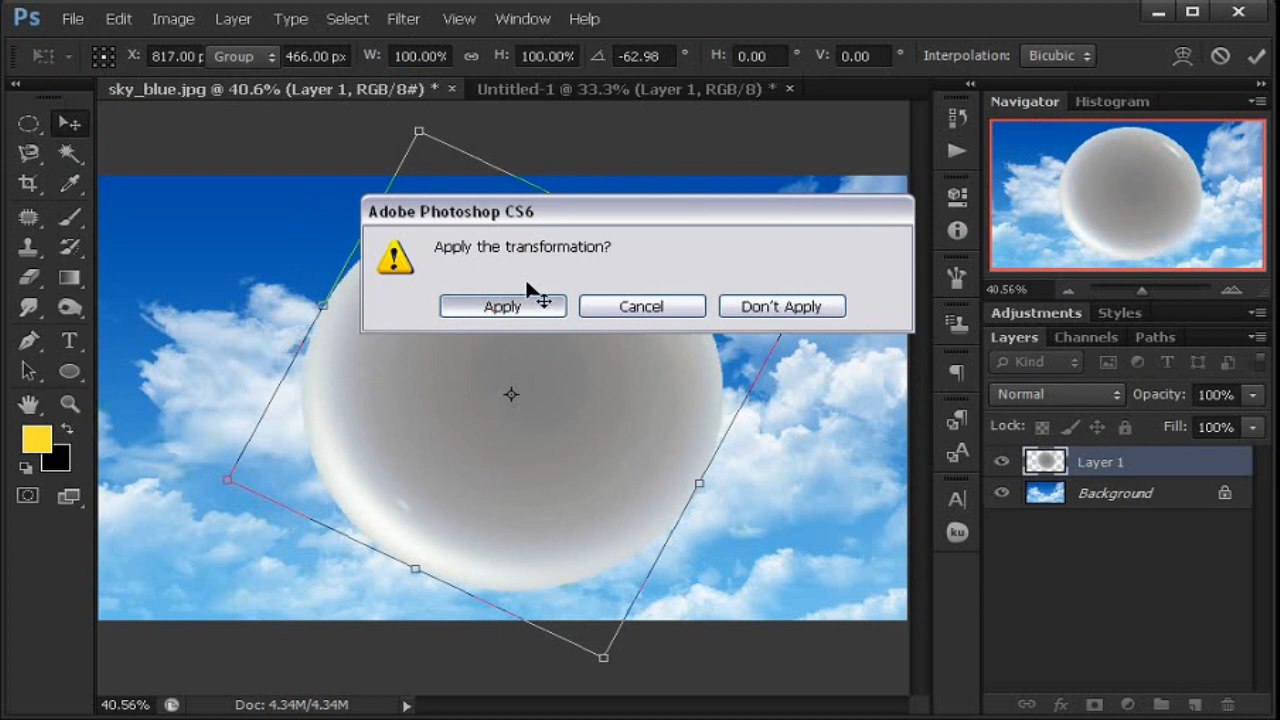 Ps File Edit Image Layer Type Select Filter View Window Help
X: 817.00 p Group 466.00 px W: 100.00% H: 100.00% -62.98 ° H: 0.00 ° V: 0.00 ° Interpolation: Bicubic
sky_blue.jpg @ 40.6% (Layer 1, RGB/8#) * × Untitled-1 @ 33.3% (Layer 1, RGB/8) * ×
Navigator Histogram
Adobe Photoshop CS6
Apply the transformation?
Apply Cancel Don't Apply
40.56%
Adjustments Styles
Layers Channels Paths
Kind
Normal Opacity: 100%
Lock: Fill: 100%
Layer 1
Background
T
A
A
ku
40.56% Doc: 4.34M/4.34M